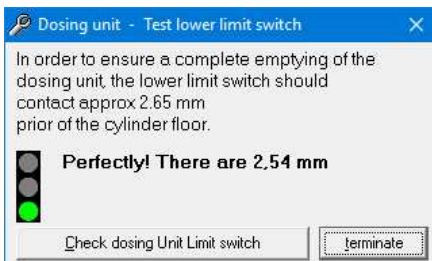 Dosing unit - Test lower limit switch
In order to ensure a complete emptying of the
dosing unit, the lower limit switch should
contact approx 2.65 mm
prior of the cylinder floor.
Perfectly! There are 2,54 mm
Check dosing Unit Limit switch
terminate